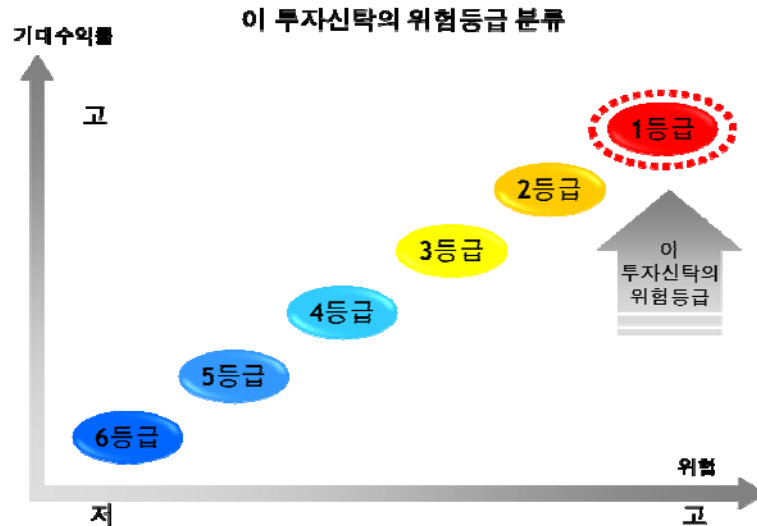 이 투자신탁의 위험등급 분류
기대수익률
고
1등급
2등급
3등급
이
투자신탁의
위험등급
4등급
5등급
6등급
위험
저
고